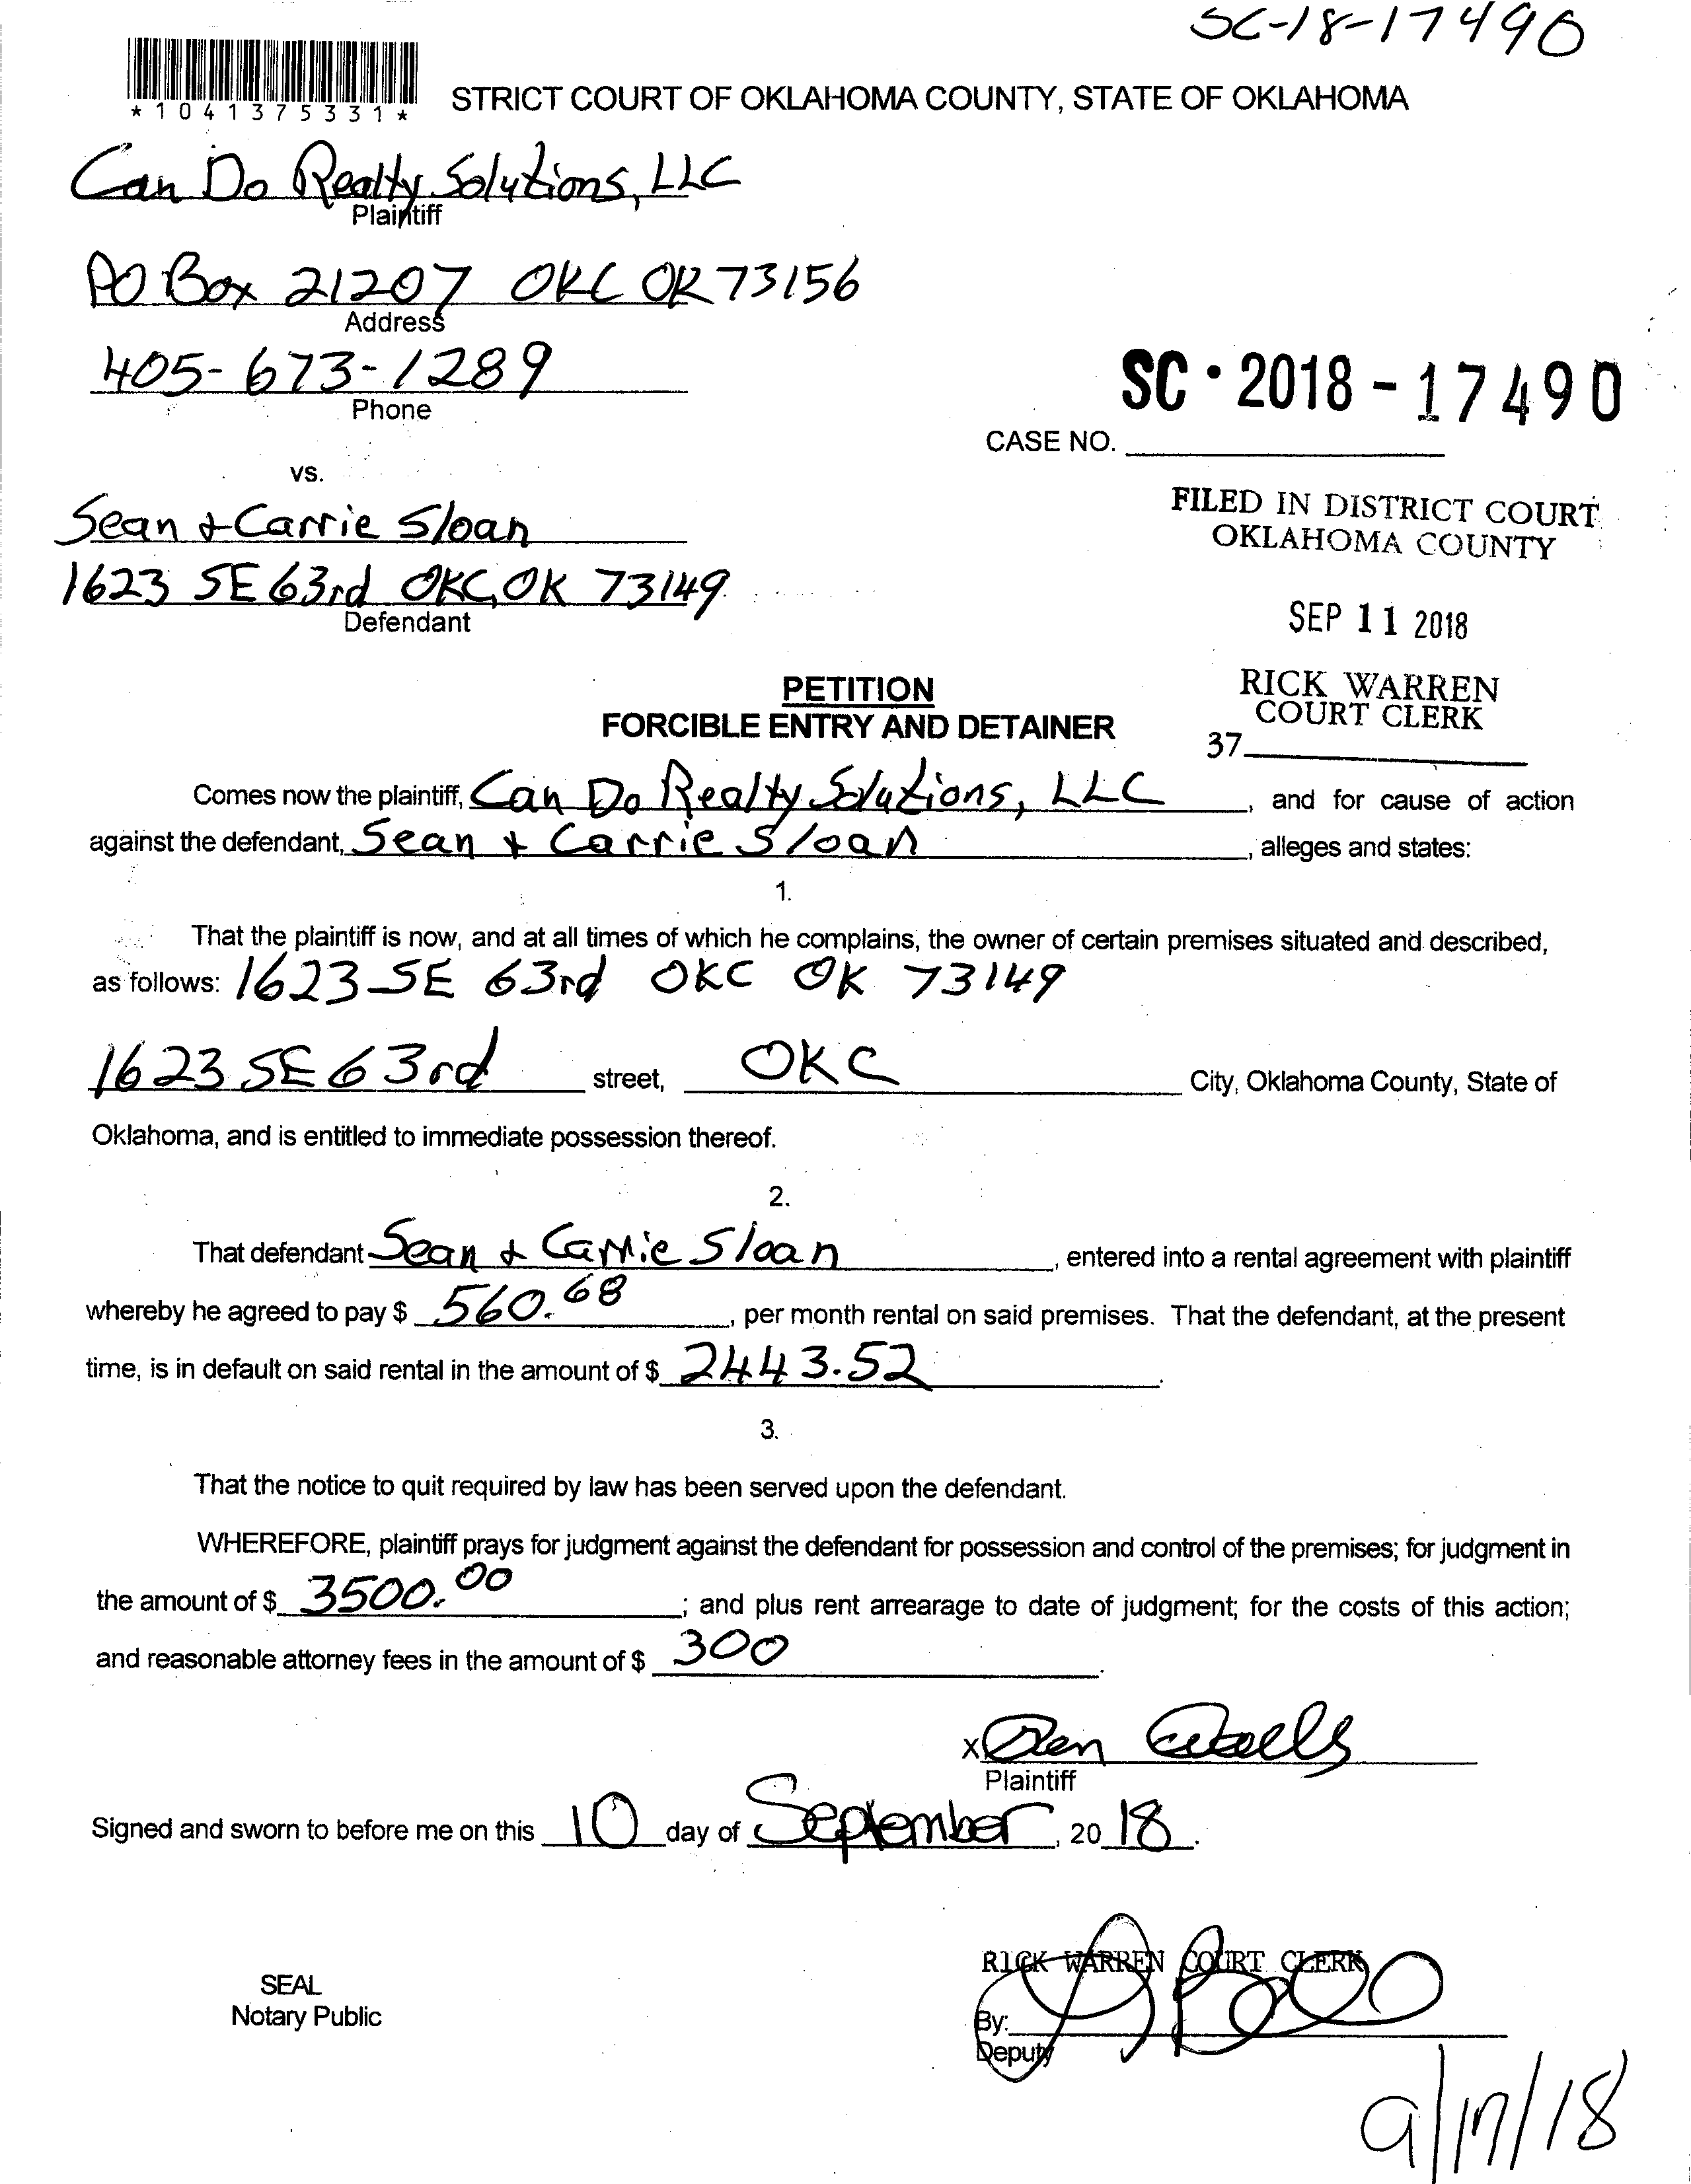 SC-18-17490
*1041375331*
STRICT COURT OF OKLAHOMA COUNTY, STATE OF OKLAHOMA
Can Do Realty Solutions, LLC
Plaintiff
PO Box 21207 OKC OK 73156
Address
405-673-1289
Phone
SC • 2018 - 17490
CASE NO.
vs.
Sean & Carrie Sloan
1623 SE 63rd OKC, OK 73149
Defendant
FILED IN DISTRICT COURT
OKLAHOMA COUNTY
SEP 11 2018
RICK WARREN
COURT CLERK
37
PETITION
FORCIBLE ENTRY AND DETAINER
Comes now the plaintiff, Can Do Realty Solutions, LLC, and for cause of action
against the defendant, Sean & Carrie Sloan, alleges and states:
1.
That the plaintiff is now, and at all times of which he complains, the owner of certain premises situated and described,
as follows: 1623 SE 63rd OKC OK 73149
1623 SE 63rd street, OKC City, Oklahoma County, State of
Oklahoma, and is entitled to immediate possession thereof.
2.
That defendant Sean & Carrie Sloan, entered into a rental agreement with plaintiff
whereby he agreed to pay $ 560.68, per month rental on said premises. That the defendant, at the present
time, is in default on said rental in the amount of $ 2443.52.
3.
That the notice to quit required by law has been served upon the defendant.
WHEREFORE, plaintiff prays for judgment against the defendant for possession and control of the premises; for judgment in
the amount of $ 3500.00; and plus rent arrearage to date of judgment; for the costs of this action;
and reasonable attorney fees in the amount of $ 300.
x
Plaintiff
Signed and sworn to before me on this 10 day of September, 2018.
RICK WARREN COURT CLERK
SEAL
Notary Public
By:
Deputy
9/17/18